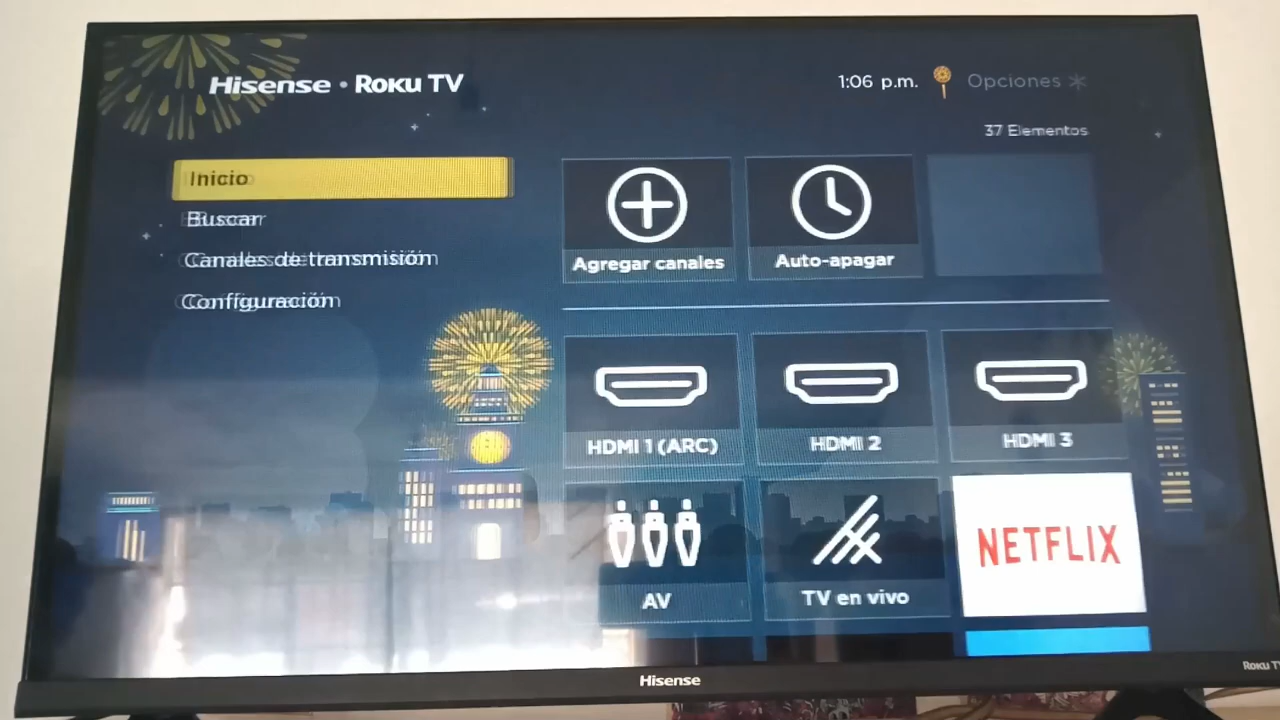 Hisense • Roku TV
1:06 p.m.
Opciones
37 Elementos
Inicio
Buscar
Canales de transmisión
Configuración
Agregar canales
Auto-apagar
HDMI 1 (ARC)
HDMI 2
HDMI 3
AV
TV en vivo
NETFLIX
Hisense
Roku TV